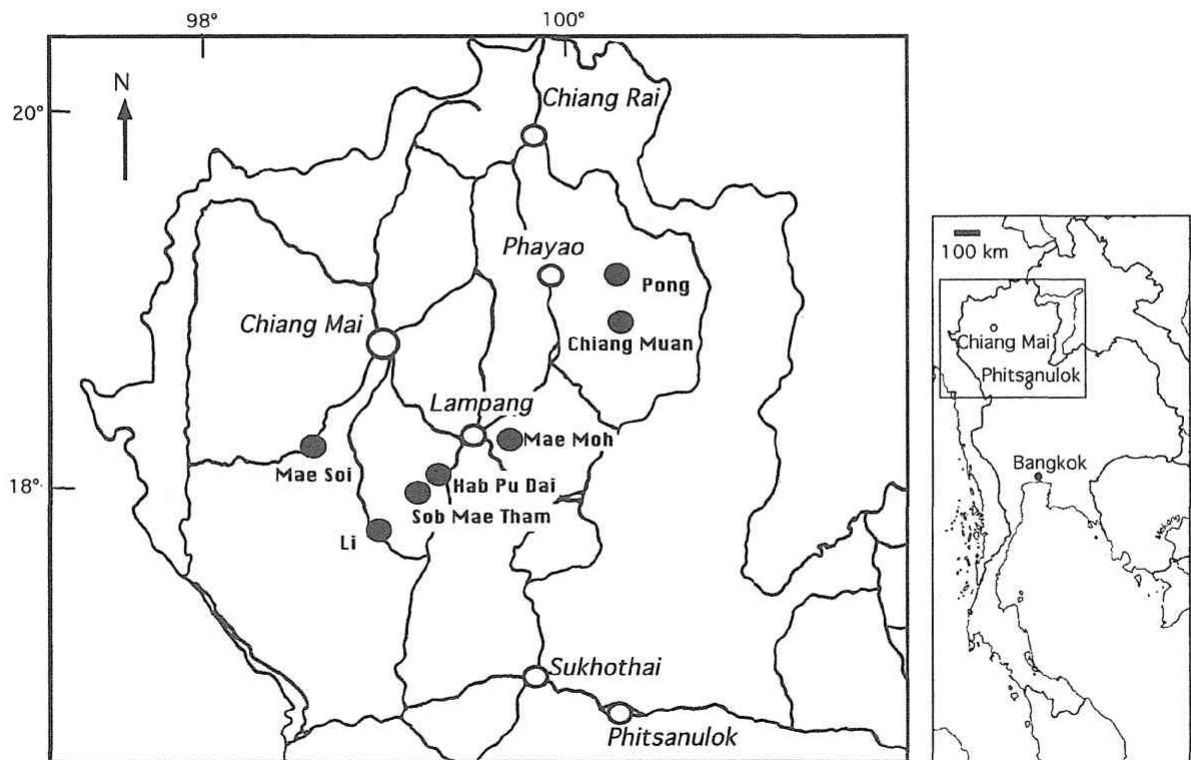 98°
100°
N
20°
Chiang Rai
Phayao
Pong
Chiang Mai
Chiang Muan
Lampang
Mae Moh
Mae Soi
Hab Pu Dai
18°
Sob Mae Tham
Li
Sukhothai
Phitsanulok
100 km
Chiang Mai
Phitsanulok
Bangkok
Mekong